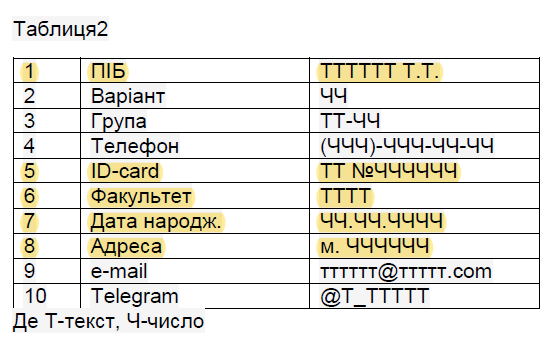 Таблиця2
1 ПІБ ТТТТТТ Т.Т.
2 Варіант ЧЧ
3 Група ТТ-ЧЧ
4 Телефон (ЧЧЧ)-ЧЧЧ-ЧЧ-ЧЧ
5 ID-card ТТ №ЧЧЧЧЧЧ
6 Факультет ТТТТ
7 Дата народж. ЧЧ.ЧЧ.ЧЧЧЧ
8 Адреса м. ЧЧЧЧЧЧ
9 e-mail тттттт@ттттт.com
10 Telegram @Т_ТТТТТ
Де Т-текст, Ч-число